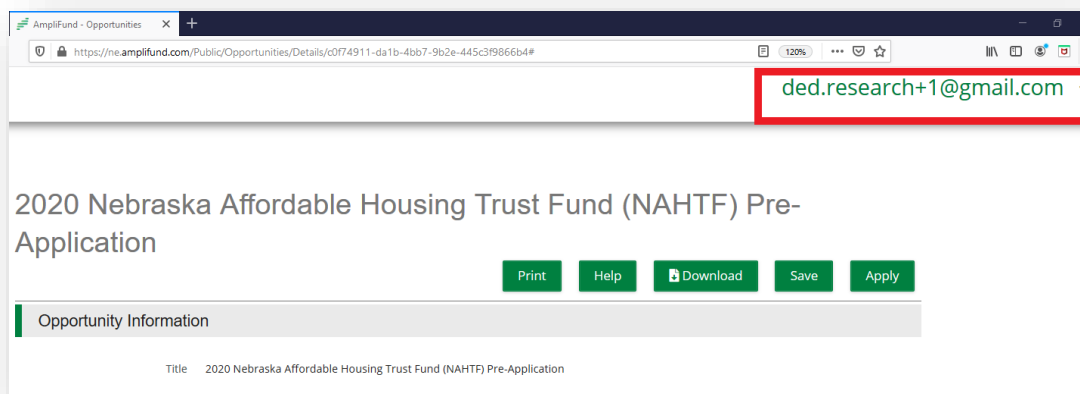 AmpliFund - Opportunities
https://ne.amplifund.com/Public/Opportunities/Details/c0f74911-da1b-4bb7-9b2e-445c3f9866b4#
120%
ded.research+1@gmail.com
2020 Nebraska Affordable Housing Trust Fund (NAHTF) Pre-
Application
Print Help Download Save Apply
Opportunity Information
Title 2020 Nebraska Affordable Housing Trust Fund (NAHTF) Pre-Application